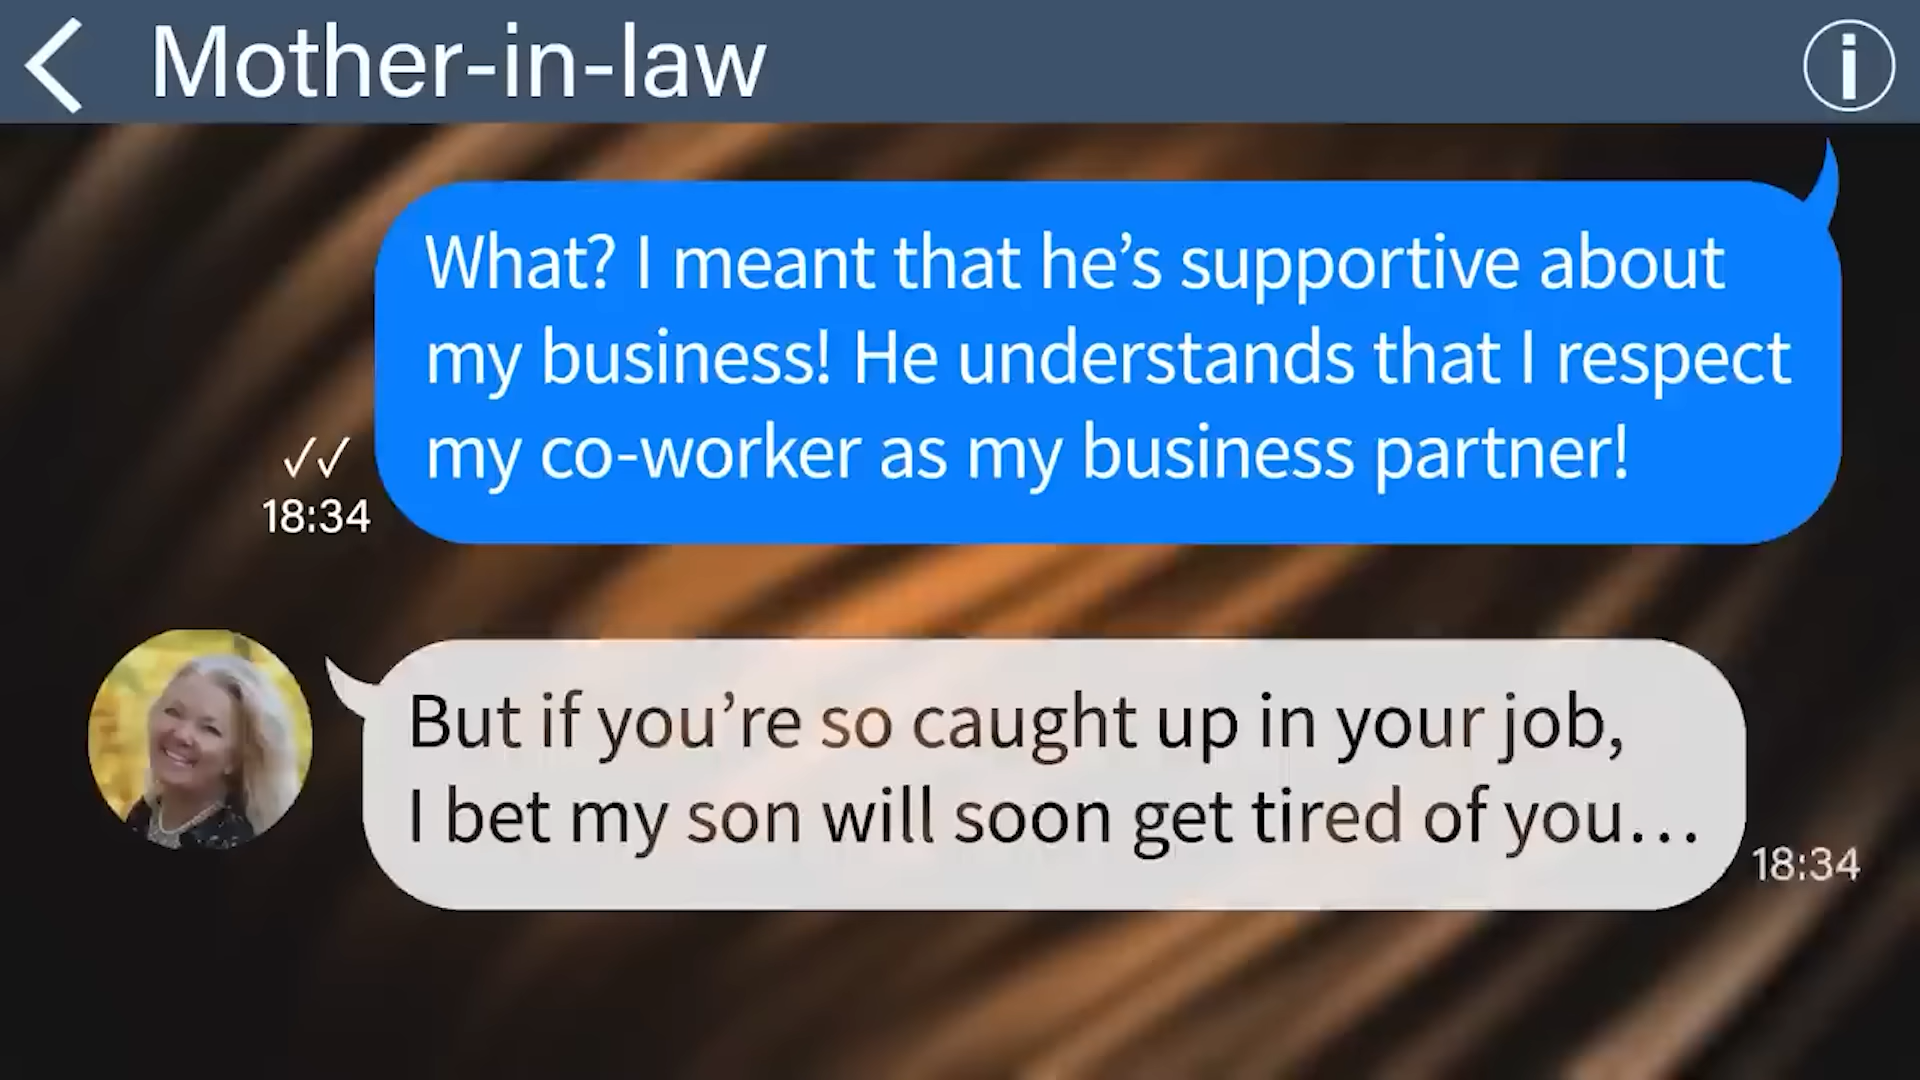 Mother-in-law
What? I meant that he’s supportive about
my business! He understands that I respect
my co-worker as my business partner!
18:34
But if you’re so caught up in your job,
I bet my son will soon get tired of you…
18:34